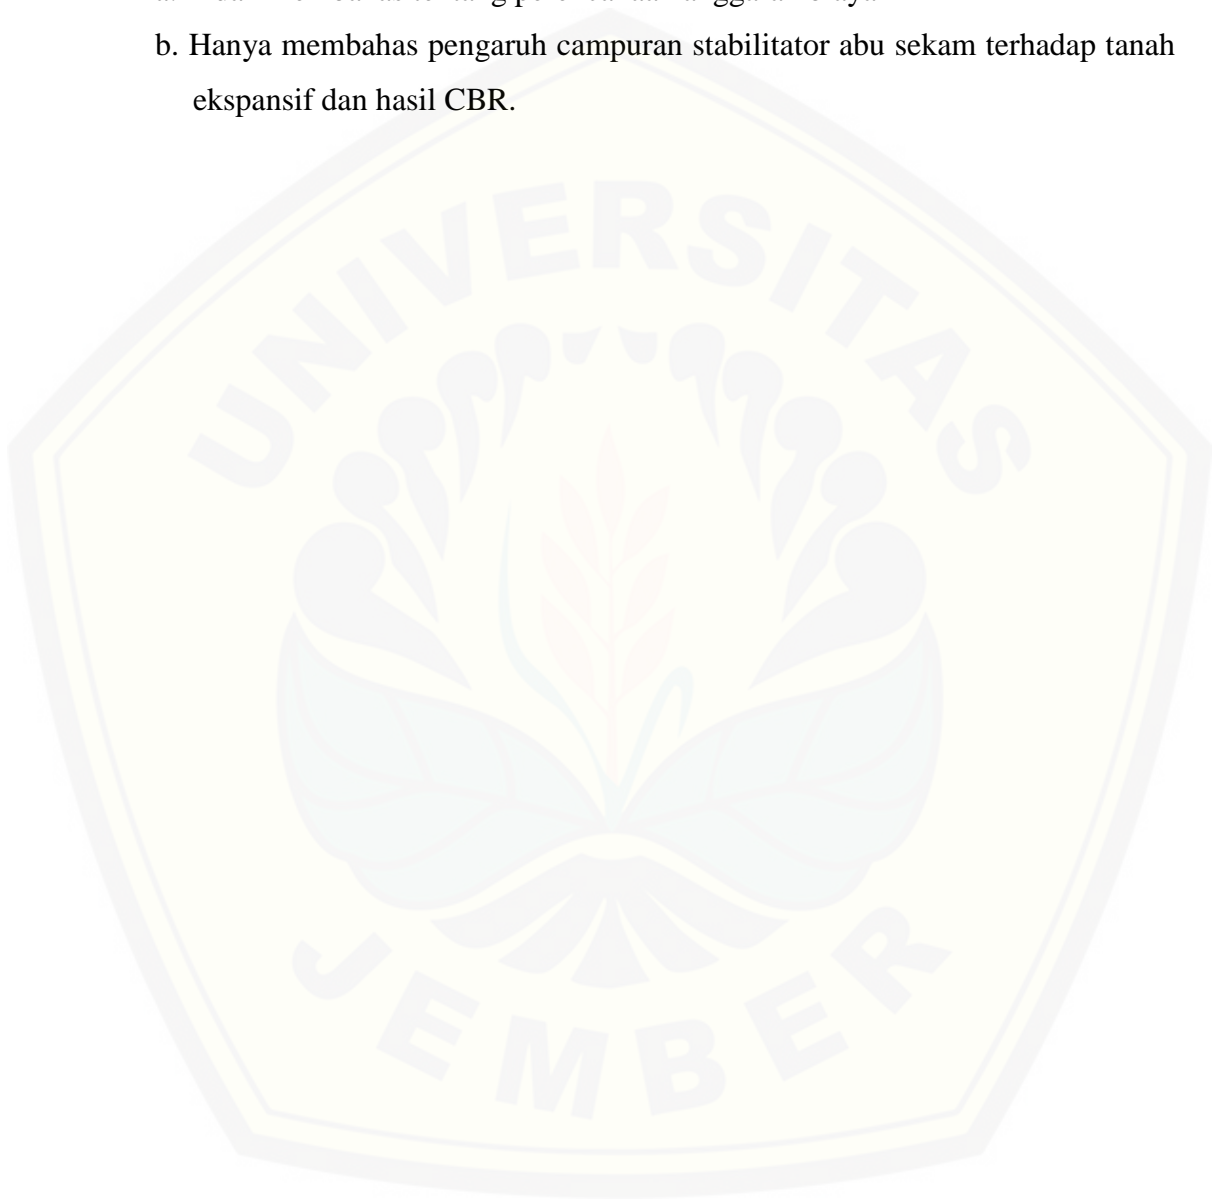 b. Hanya membahas pengaruh campuran stabilitator abu sekam terhadap tanah
ekspansif dan hasil CBR.
UNIVERSITAS
JEMBER